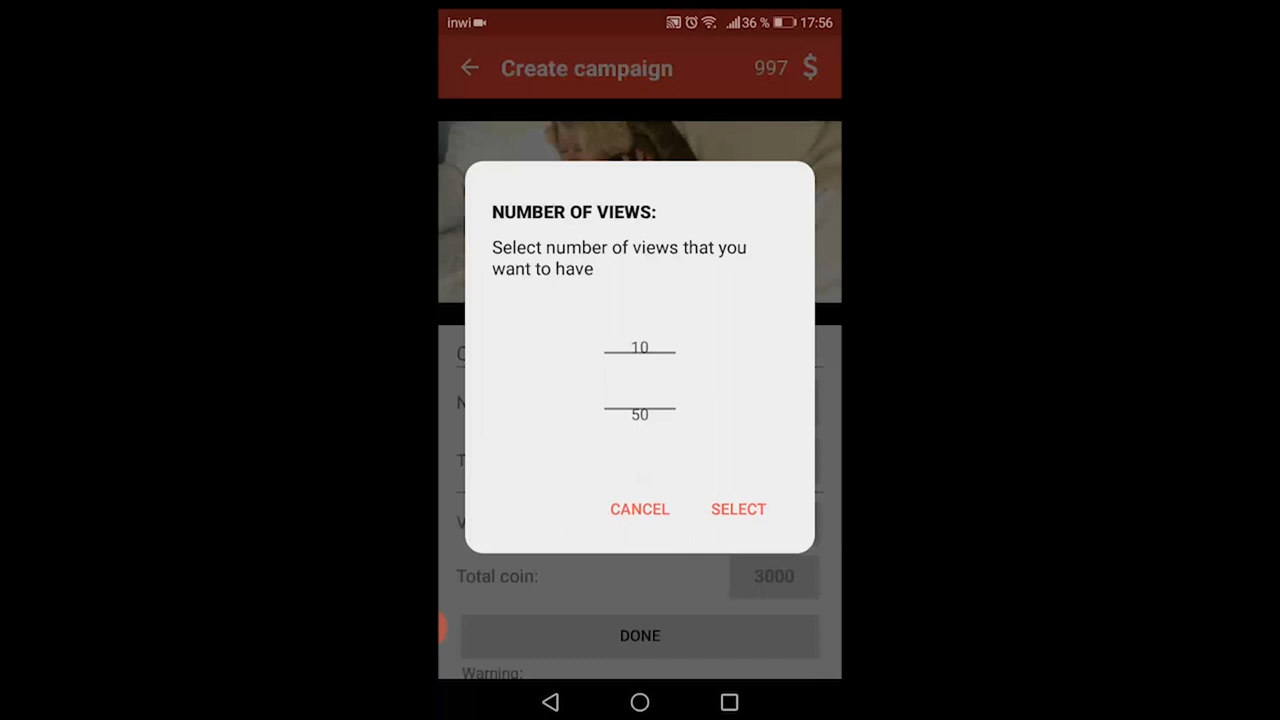 inwi 36 % 17:56
Create campaign 997 $
NUMBER OF VIEWS:
Select number of views that you
want to have
10
50
CANCEL SELECT
Total coin: 3000
DONE
Warning: